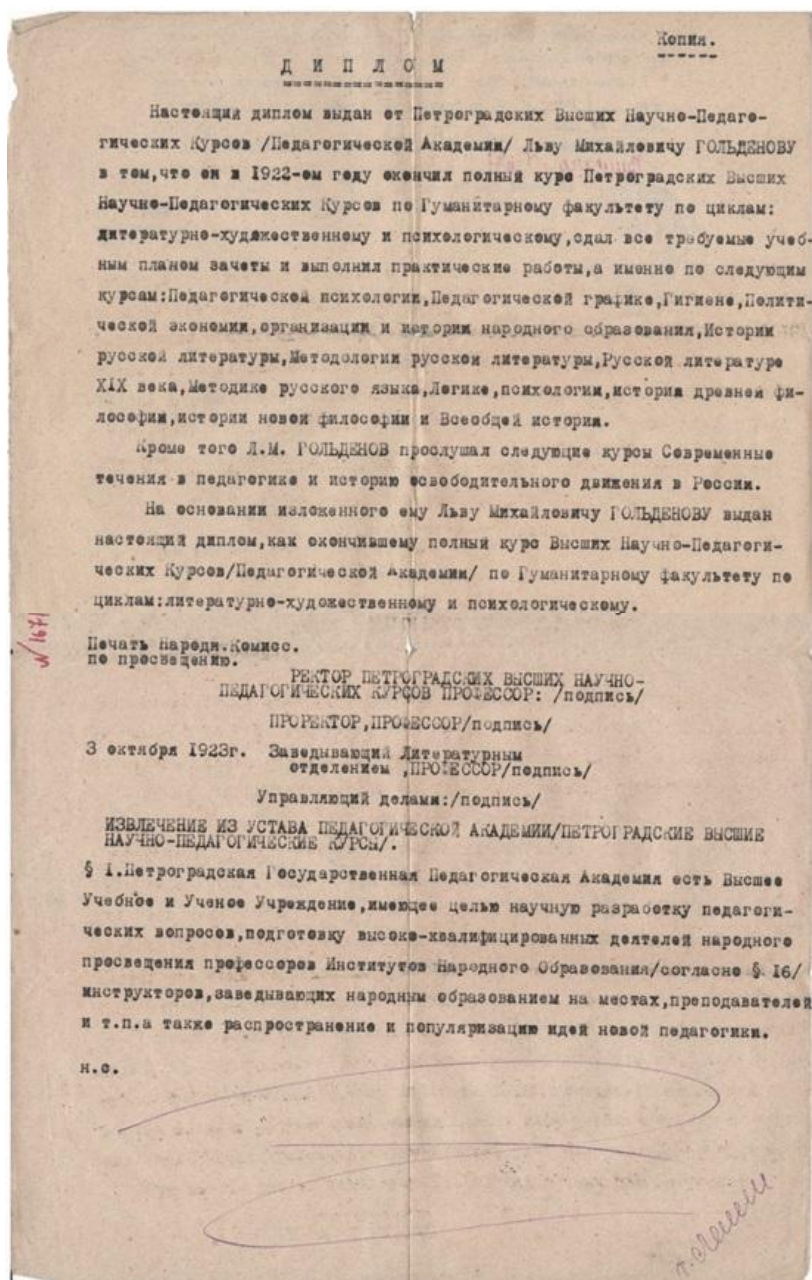 Копия.
Д И П Л О М
Настоящий диплом выдан от Петроградских Высших Научно-Педаго-
гических Курсов /Педагогической Академии/ Льву Михайловичу ГОЛЬДЕНОВУ
в том,что он в 1922-ом году окончил полный курс Петроградских Высших
Научно-Педагогических Курсов по Гуманитарному факультету по циклам:
литературно-художественному и психологическому,сдал все требуемые учеб-
ным планом зачеты и выполнил практические работы,а именно по следующим
курсам:Педагогической психологии,Педагогической графике,Гигиене,Полити-
ческой экономии,организации и истории народного образования,Истории
русской литературы,Методологии русской литературы,Русской литературе
XIX века,Методике русского языка,Логике,психологии,история древней фи-
лософии,истории новой философии и Всеобщей история.
Кроме того Л.М. ГОЛЬДЕНОВ прослушал следующие курсы Современные
течения в педагогике и историю освободительного движения в России.
На основании изложенного ему Льву Михайловичу ГОЛЬДЕНОВУ выдан
настоящий диплом,как окончившему полный курс Высших Научно-Педагоги-
ческих Курсов/Педагогической Академии/ по Гуманитарному факультету по
циклам:литературно-художественному и психологическому.
№ 1671
Печать Народн.Комисс.
по просвещению.
РЕКТОР ПЕТРОГРАДСКИХ ВЫСШИХ НАУЧНО-
ПЕДАГОГИЧЕСКИХ КУРСОВ ПРОФЕССОР: /подпись/
ПРОРЕКТОР,ПРОФЕССОР/подпись/
3 октября 1923г. Заведывающий Литературным
отделением ,ПРОФЕССОР/подпись/
Управляющий делами:/подпись/
ИЗВЛЕЧЕНИЕ ИЗ УСТАВА ПЕДАГОГИЧЕСКОЙ АКАДЕМИИ/ПЕТРОГРАДСКИЕ ВЫСШИЕ
НАУЧНО-ПЕДАГОГИЧЕСКИЕ КУРСЫ/.
§ I.Петроградская Государственная Педагогическая Академия есть Высшее
Учебное и Ученое Учреждение,имеющее целью научную разработку педагоги-
ческих вопросов,подготовку высоко-квалифицированных деятелей народного
просвещения профессоров Институтов Народного Образования/согласно § 16/
инструкторов,заведывающих народным образованием на местах,преподавателей
и т.п.а также распространение и популяризацию идей новой педагогики.
н.с.